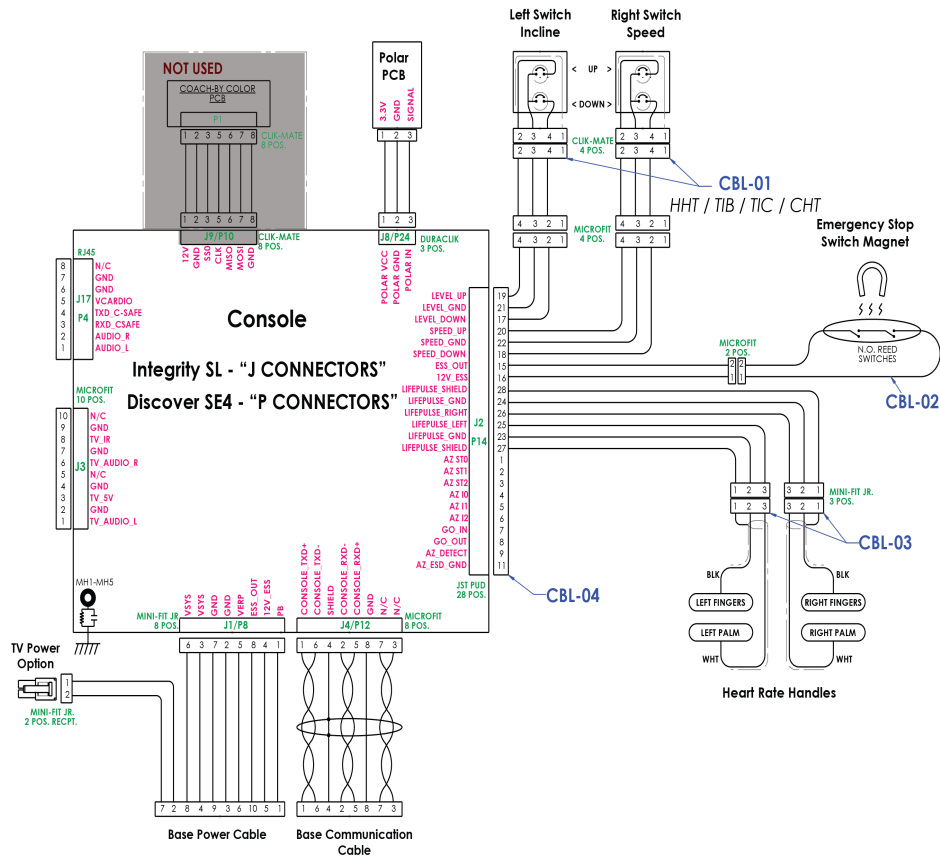 Left Switch
Incline
Right Switch
Speed
< UP >
< DOWN >
2 3 4 1
2 3 4 1
2 3 4 1
2 3 4 1
CLIK-MATE
4 POS.
CBL-01
HHT / TIB / TIC / CHT
4 3 2 1
4 3 2 1
4 3 2 1
4 3 2 1
MICROFIT
4 POS.
NOT USED
COACH-BY COLOR
PCB
P1
1 2 3 5 6 7 8
CLIK-MATE
8 POS.
1 2 3 5 6 7 8
J9/P10
CLIK-MATE
8 POS.
12V
GND
SS0
CLK
MISO
MOSI
GND
Polar
PCB
3.3V
GND
SIGNAL
1 2 3
1 2 3
J8/P24
DURACLIK
3 POS.
POLAR VCC
POLAR GND
POLAR IN
Emergency Stop
Switch Magnet
N.O. REED
SWITCHES
MICROFIT
2 POS.
2 2
1 1
CBL-02
RJ45
J17
P4
8 N/C
7 GND
6 GND
5 VCARDIO
4 TXD_C-SAFE
3 RXD_CSAFE
2 AUDIO_R
1 AUDIO_L
Console
Integrity SL - “J CONNECTORS”
Discover SE4 - “P CONNECTORS”
MICROFIT
10 POS.
J3
10 N/C
9 GND
8 TV_IR
7 GND
6 TV_AUDIO_R
5 N/C
4 GND
3 TV_5V
2 GND
1 TV_AUDIO_L
J2
P14
LEVEL_UP 19
LEVEL_GND 21
LEVEL_DOWN 17
SPEED_UP 20
SPEED_GND 22
SPEED_DOWN 18
ESS_OUT 15
12V_ESS 16
LIFEPULSE_SHIELD 28
LIFEPULSE_GND 24
LIFEPULSE_RIGHT 26
LIFEPULSE_LEFT 25
LIFEPULSE_GND 23
LIFEPULSE_SHIELD 27
AZ ST0 1
AZ ST1 2
AZ ST2 3
AZ I0 4
AZ I1 5
AZ I2 6
GO_IN 7
GO_OUT 8
AZ_DETECT 9
AZ_ESD_GND 11
JST PUD
28 POS.
CBL-04
1 2 3
1 2 3
3 2 1
3 2 1
MINI-FIT JR.
3 POS.
CBL-03
BLK
BLK
LEFT FINGERS
RIGHT FINGERS
LEFT PALM
RIGHT PALM
WHT
WHT
Heart Rate Handles
MH1-MH5
MINI-FIT JR
8 POS.
VSYS
VSYS
GND
GND
VERP
ESS_OUT
12V_ESS
PB
J1/P8
6 3 7 2 5 8 4 1
CONSOLE_TXD+
CONSOLE_TXD-
SHIELD
CONSOLE_RXD-
CONSOLE_RXD+
GND
N/C
N/C
J4/P12
MICROFIT
8 POS.
1 6 4 2 5 8 7 3
TV Power
Option
1
2
MINI-FIT JR.
2 POS. RECPT.
7 2 8 4 9 3 6 10 5 1
Base Power Cable
1 6 4 2 5 8 7 3
Base Communication
Cable